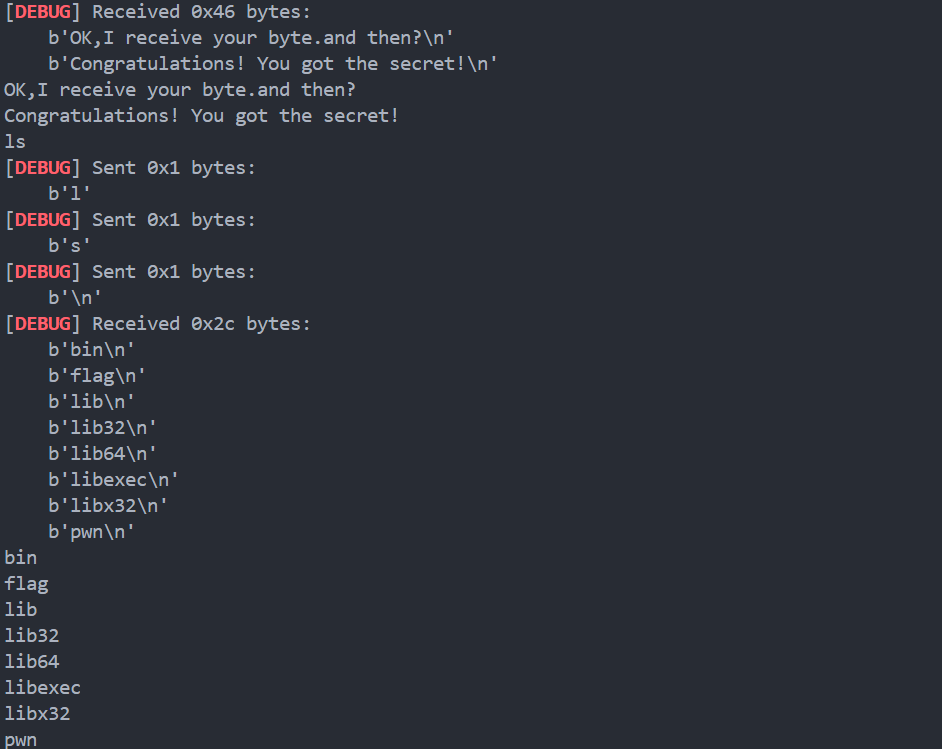 [DEBUG] Received 0x46 bytes:
    b'OK,I receive your byte.and then?\n'
    b'Congratulations! You got the secret!\n'
OK,I receive your byte.and then?
Congratulations! You got the secret!
ls
[DEBUG] Sent 0x1 bytes:
    b'l'
[DEBUG] Sent 0x1 bytes:
    b's'
[DEBUG] Sent 0x1 bytes:
    b'\n'
[DEBUG] Received 0x2c bytes:
    b'bin\n'
    b'flag\n'
    b'lib\n'
    b'lib32\n'
    b'lib64\n'
    b'libexec\n'
    b'libx32\n'
    b'pwn\n'
bin
flag
lib
lib32
lib64
libexec
libx32
pwn